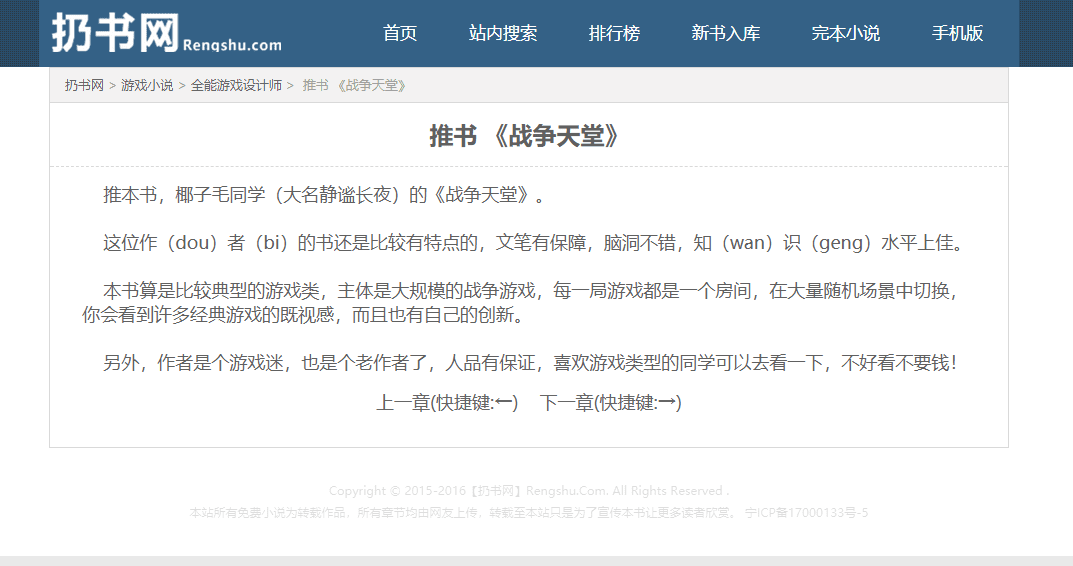 扔书网Rengshu.com
首页 站内搜索 排行榜 新书入库 完本小说 手机版
扔书网 > 游戏小说 > 全能游戏设计师 > 推书 《战争天堂》
推书 《战争天堂》
推本书，椰子毛同学（大名静谧长夜）的《战争天堂》。
这位作（dou）者（bi）的书还是比较有特点的，文笔有保障，脑洞不错，知（wan）识（geng）水平上佳。
本书算是比较典型的游戏类，主体是大规模的战争游戏，每一局游戏都是一个房间，在大量随机场景中切换，
你会看到许多经典游戏的既视感，而且也有自己的创新。
另外，作者是个游戏迷，也是个老作者了，人品有保证，喜欢游戏类型的同学可以去看一下，不好看不要钱！
上一章(快捷键:←) 下一章(快捷键:→)
Copyright © 2015-2016【扔书网】Rengshu.Com. All Rights Reserved .
本站所有免费小说为转载作品，所有章节均由网友上传，转载至本站只是为了宣传本书让更多读者欣赏。 宁ICP备17000133号-5